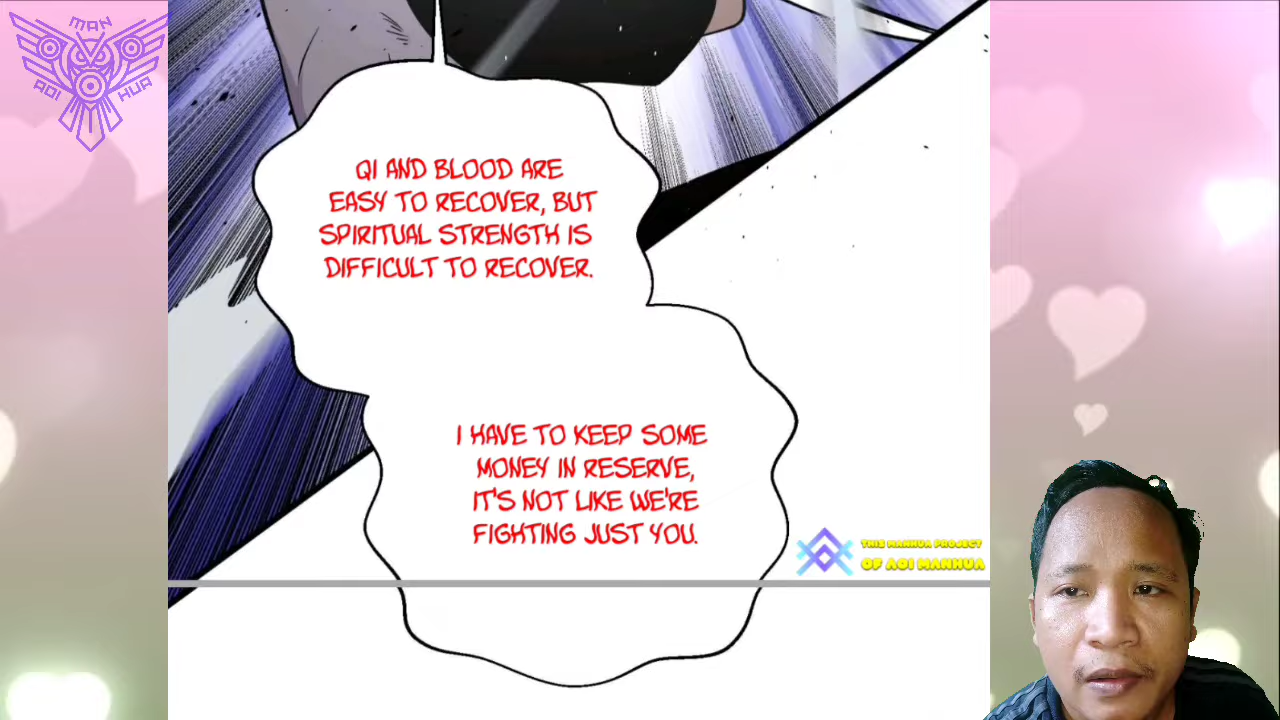 MAN
AOI HUA
QI AND BLOOD ARE
EASY TO RECOVER, BUT
SPIRITUAL STRENGTH IS
DIFFICULT TO RECOVER.
I HAVE TO KEEP SOME
MONEY IN RESERVE,
IT'S NOT LIKE WE'RE
FIGHTING JUST YOU.
THIS MANHUA PROJECT
OF AOI MANHUA